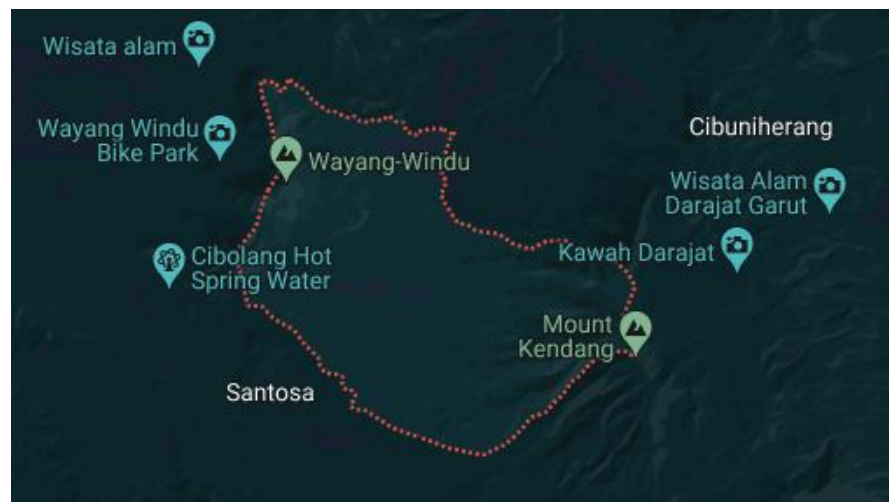 Wisata alam
Wayang Windu
Bike Park
Wayang-Windu
Cibuniherang
Wisata Alam
Darajat Garut
Cibolang Hot
Spring Water
Kawah Darajat
Mount
Kendang
Santosa